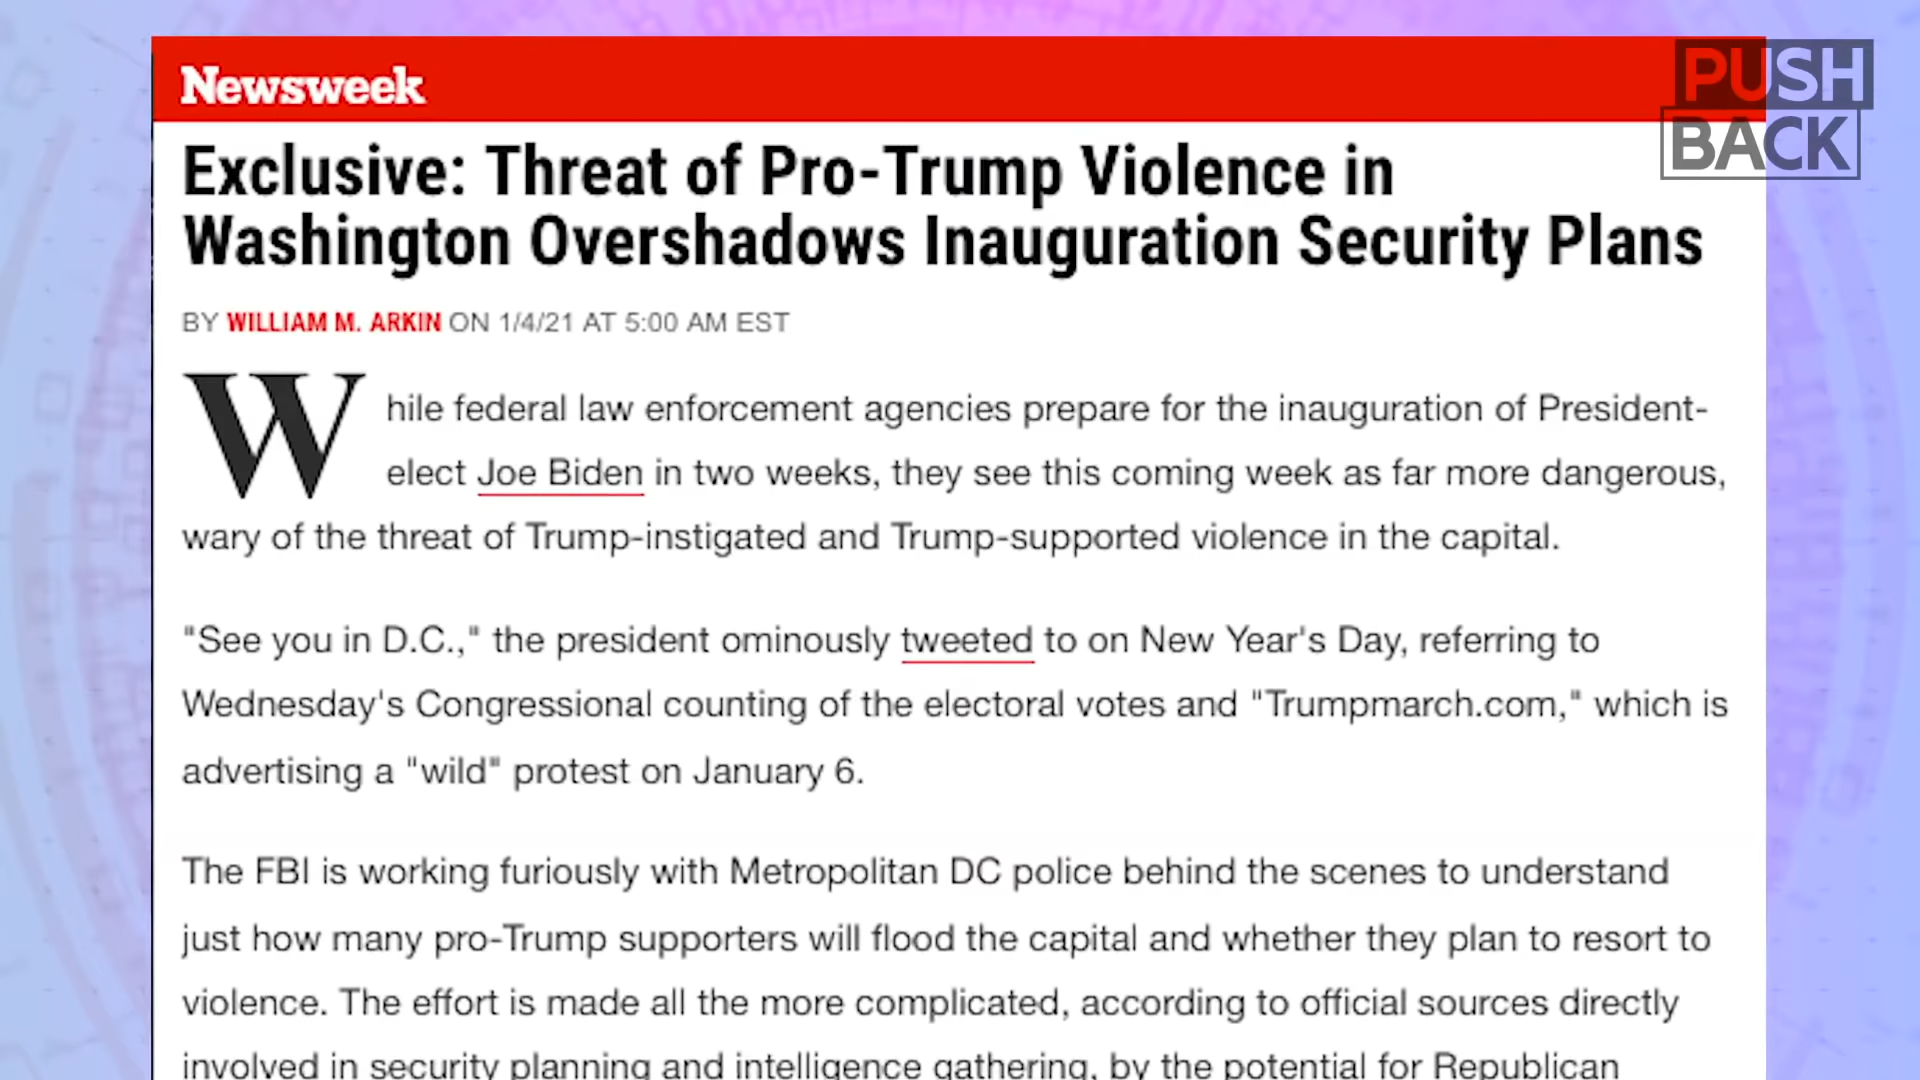 Newsweek
PUSH
BACK
Exclusive: Threat of Pro-Trump Violence in
Washington Overshadows Inauguration Security Plans
BY WILLIAM M. ARKIN ON 1/4/21 AT 5:00 AM EST
While federal law enforcement agencies prepare for the inauguration of President-
elect Joe Biden in two weeks, they see this coming week as far more dangerous,
wary of the threat of Trump-instigated and Trump-supported violence in the capital.
"See you in D.C.," the president ominously tweeted to on New Year's Day, referring to
Wednesday's Congressional counting of the electoral votes and "Trumpmarch.com," which is
advertising a "wild" protest on January 6.
The FBI is working furiously with Metropolitan DC police behind the scenes to understand
just how many pro-Trump supporters will flood the capital and whether they plan to resort to
violence. The effort is made all the more complicated, according to official sources directly
involved in security planning and intelligence gathering, by the potential for Republican